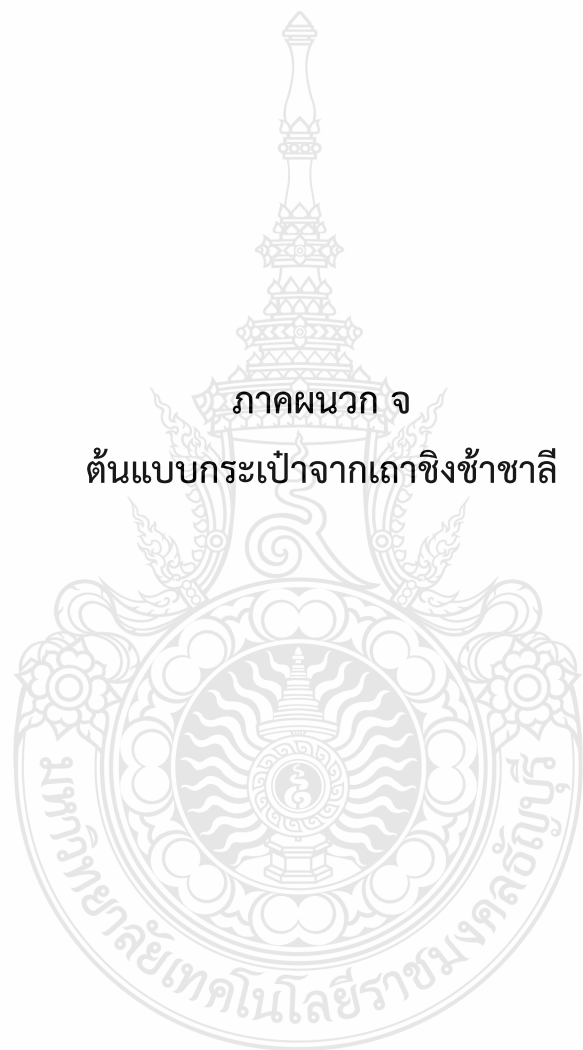 ภาคผนวก จ
ต้นแบบกระเป๋าจากเถาชิงช้าชาลี
มหาวิทยาลัยเทคโนโลยีราชมงคลธัญบุรี